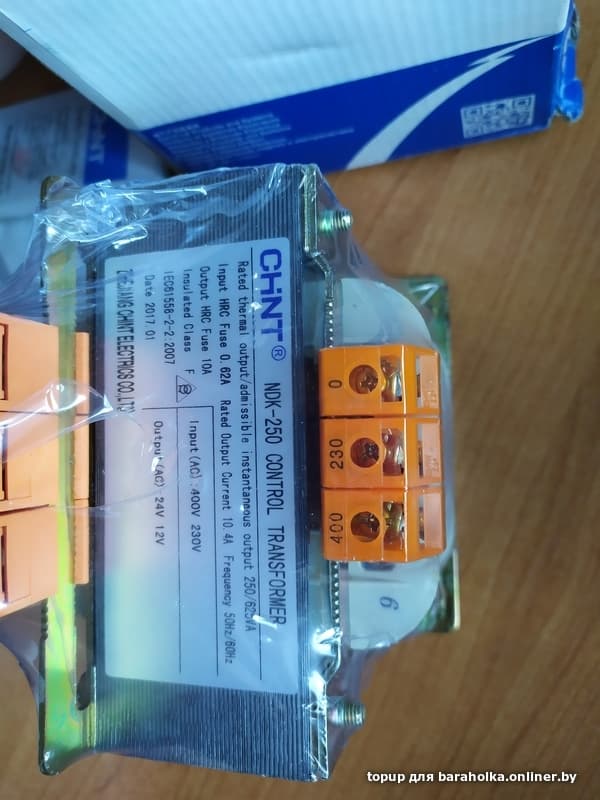 CHINT® NDK-250 CONTROL TRANSFORMER
Rated thermal output/admissible instantaneous output 250/625VA
Input HRC Fuse 0.62A Rated Output Current 10.4A Frequency 50Hz/60Hz
Output HRC Fuse 10A
Insulated Class F
IEC61558-2-2:2007
Date 2017.01
Input(AC):400V 230V
Output(AC) 24V 12V
ZHEJIANG CHINT ELECTRICS CO.,LTD
0
230
400
6
topup для baraholka.onliner.by